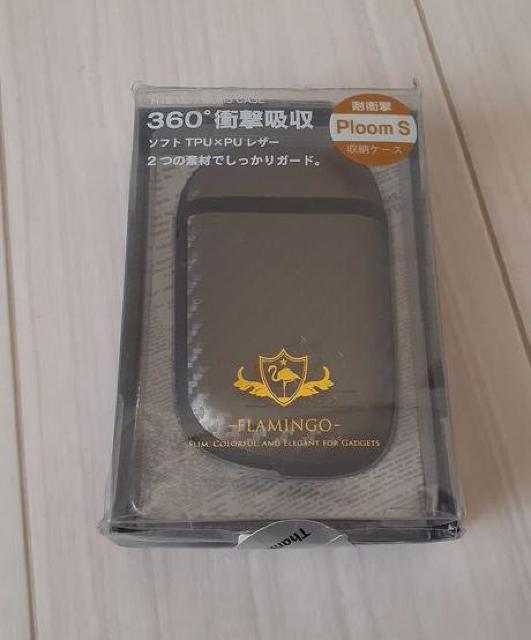 CASE
360°衝撃吸収
ソフトTPU×PUレザー
2つの素材でしっかりガード。
耐衝撃
Ploom S
収納ケース
-FLAMINGO-
SLIM, COLORFUL, AND ELEGANT FOR GADGETS
Than